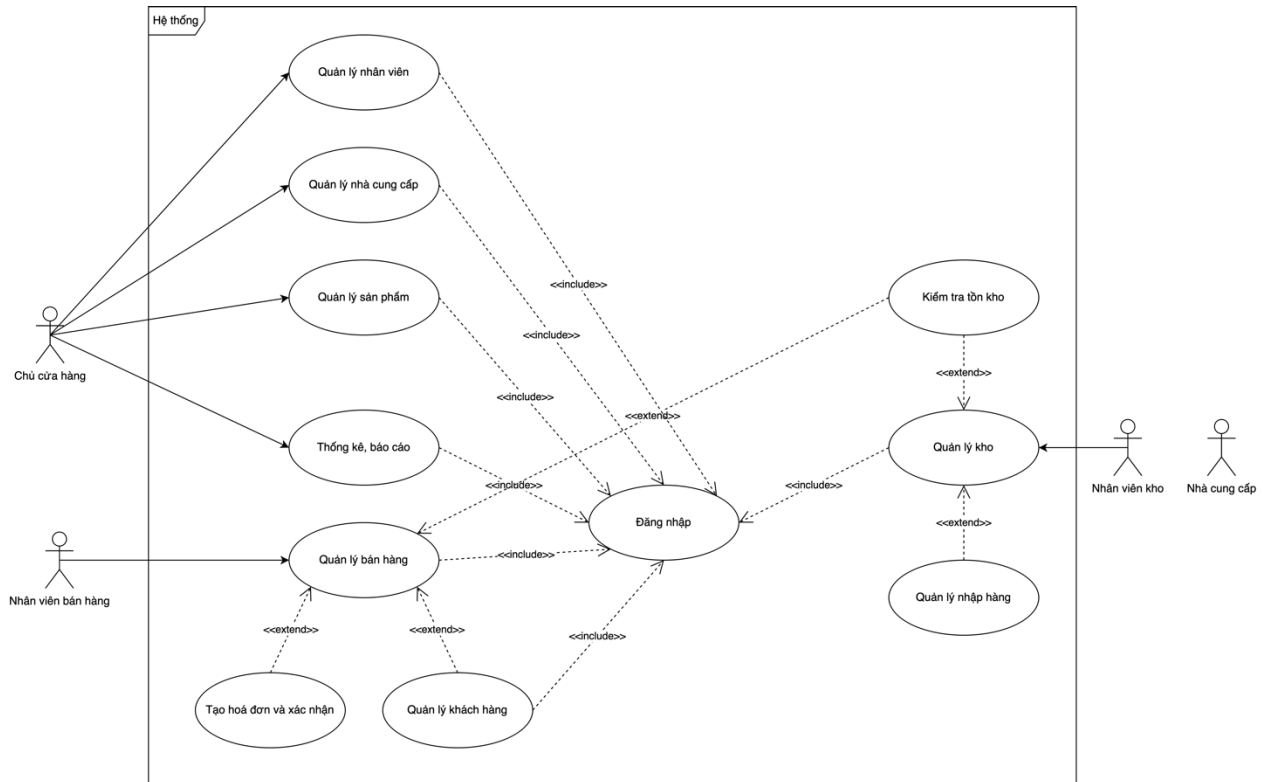 Hệ thống
Quản lý nhân viên
Quản lý nhà cung cấp
<<include>>
Quản lý sản phẩm
Kiểm tra tồn kho
<<include>>
Chủ cửa hàng
<<extend>>
<<include>>
<<extend>>
Thống kê, báo cáo
Quản lý kho
<<include>>
<<include>>
Nhân viên kho
Nhà cung cấp
Đăng nhập
<<extend>>
Quản lý bán hàng
<<include>>
Nhân viên bán hàng
Quản lý nhập hàng
<<extend>>
<<extend>>
<<include>>
Tạo hoá đơn và xác nhận
Quản lý khách hàng